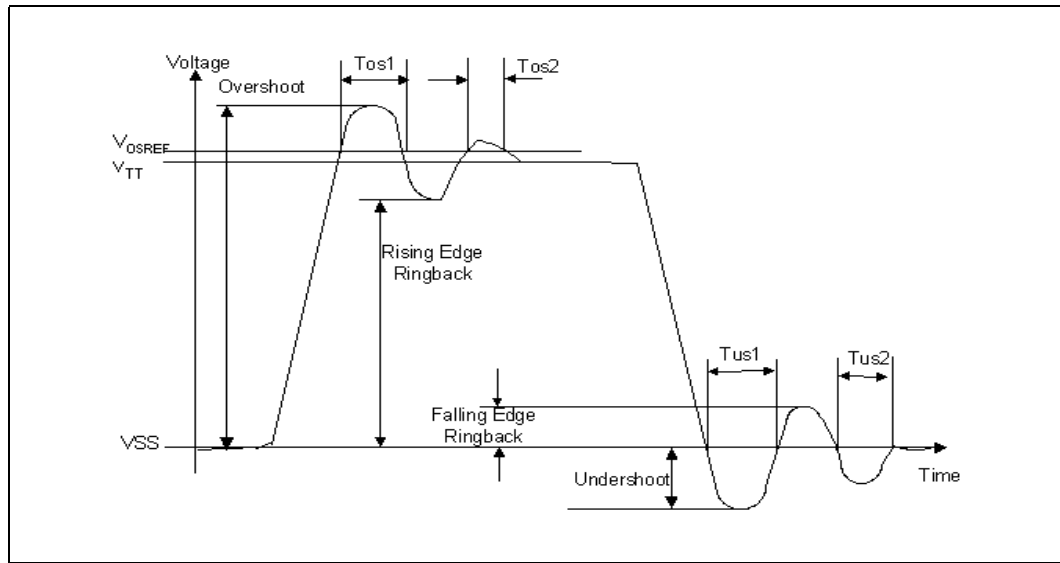 Voltage
Tos1
Tos2
Overshoot
VOSREF
VTT
Rising Edge
Ringback
Tus1
Tus2
Falling Edge
Ringback
VSS
Time
Undershoot